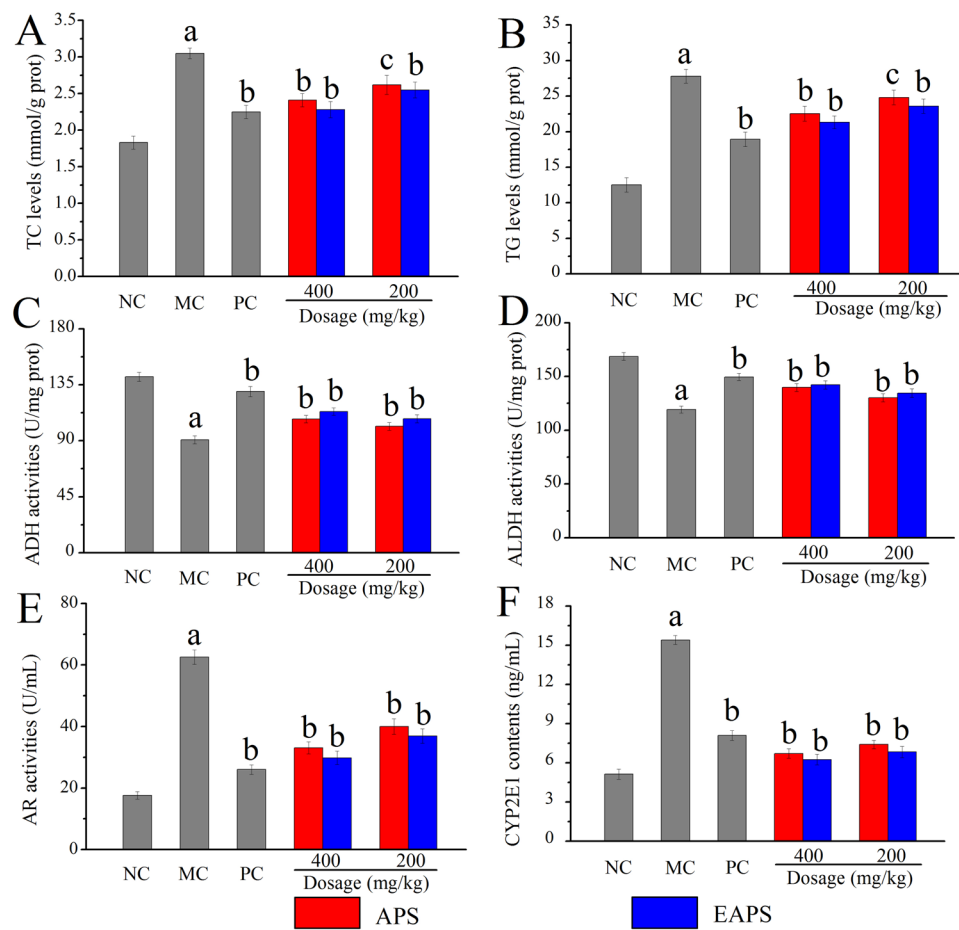 A
TC levels (mmol/g prot)
3.5
3.0
2.5
2.0
1.5
1.0
0.5
0.0
a
b
b
b
c
b
NC
MC
PC
400
200
Dosage (mg/kg)
B
TG levels (mmol/g prot)
35
30
25
20
15
10
5
0
a
b
b
b
c
b
NC
MC
PC
400
200
Dosage (mg/kg)
C
ADH activities (U/mg prot)
180
135
90
45
0
a
b
b
b
b
b
NC
MC
PC
400
200
Dosage (mg/kg)
D
ALDH activities (U/mg prot)
200
150
100
50
0
a
b
b
b
b
b
NC
MC
PC
400
200
Dosage (mg/kg)
E
AR activities (U/mL)
80
60
40
20
0
a
b
b
b
b
b
NC
MC
PC
400
200
Dosage (mg/kg)
F
CYP2E1 contents (ng/mL)
18
15
12
9
6
3
0
a
b
b
b
b
b
NC
MC
PC
400
200
Dosage (mg/kg)
APS
EAPS